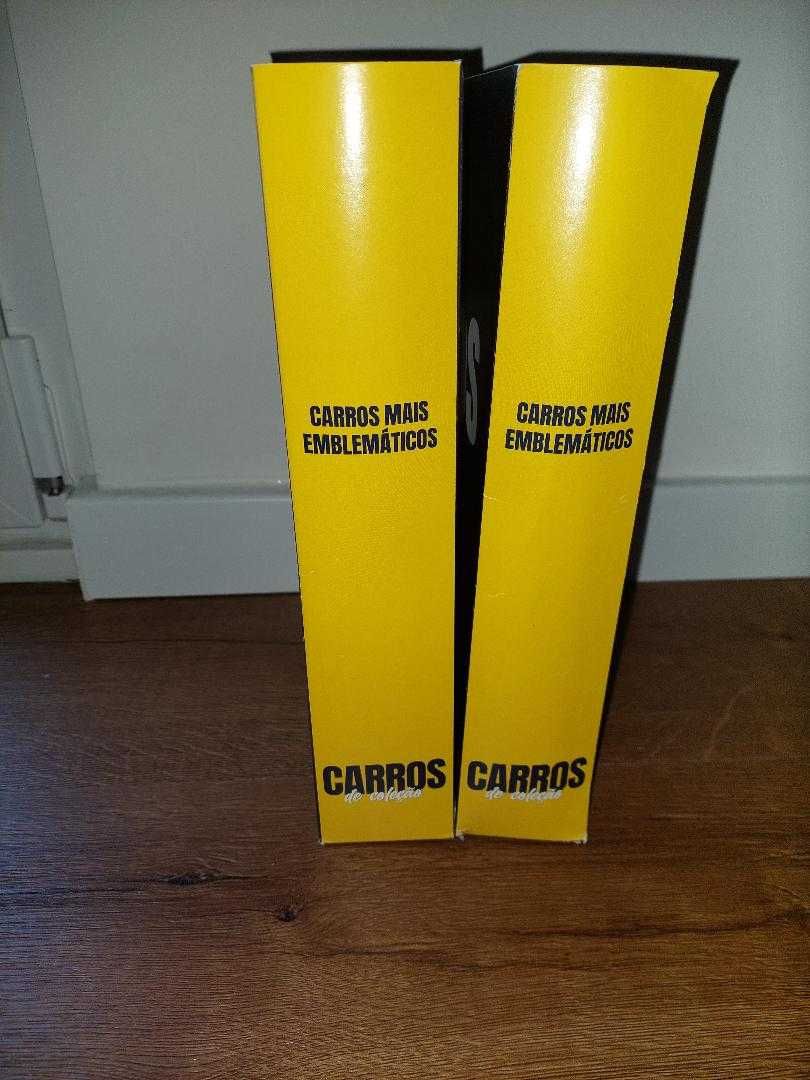 CARROS MAIS
EMBLEMÁTICOS
CARROS
de coleção
S
CARROS MAIS
EMBLEMÁTICOS
CARROS
de coleção